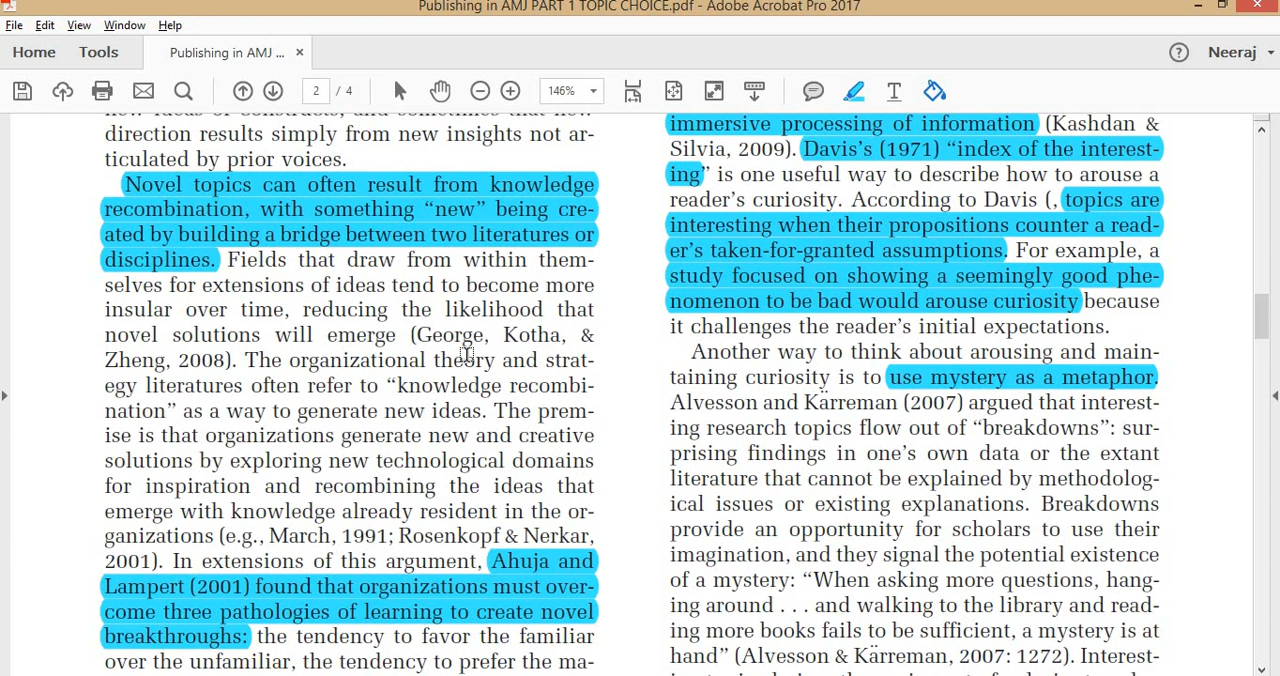 Publishing in AMJ PART 1 TOPIC CHOICE.pdf - Adobe Acrobat Pro 2017
File Edit View Window Help
Home Tools Publishing in AMJ ... × Neeraj
2 / 4 146%
direction results simply from new insights not ar-
ticulated by prior voices.
Novel topics can often result from knowledge
recombination, with something “new” being cre-
ated by building a bridge between two literatures or
disciplines. Fields that draw from within them-
selves for extensions of ideas tend to become more
insular over time, reducing the likelihood that
novel solutions will emerge (George, Kotha, &
Zheng, 2008). The organizational theory and strat-
egy literatures often refer to “knowledge recombi-
nation” as a way to generate new ideas. The prem-
ise is that organizations generate new and creative
solutions by exploring new technological domains
for inspiration and recombining the ideas that
emerge with knowledge already resident in the or-
ganizations (e.g., March, 1991; Rosenkopf & Nerkar,
2001). In extensions of this argument, Ahuja and
Lampert (2001) found that organizations must over-
come three pathologies of learning to create novel
breakthroughs: the tendency to favor the familiar
over the unfamiliar, the tendency to prefer the ma-
immersive processing of information (Kashdan &
Silvia, 2009). Davis’s (1971) “index of the interest-
ing” is one useful way to describe how to arouse a
reader’s curiosity. According to Davis (, topics are
interesting when their propositions counter a read-
er’s taken-for-granted assumptions. For example, a
study focused on showing a seemingly good phe-
nomenon to be bad would arouse curiosity because
it challenges the reader’s initial expectations.
Another way to think about arousing and main-
taining curiosity is to use mystery as a metaphor.
Alvesson and Kärreman (2007) argued that interest-
ing research topics flow out of “breakdowns”: sur-
prising findings in one’s own data or the extant
literature that cannot be explained by methodolog-
ical issues or existing explanations. Breakdowns
provide an opportunity for scholars to use their
imagination, and they signal the potential existence
of a mystery: “When asking more questions, hang-
ing around . . . and walking to the library and read-
ing more books fails to be sufficient, a mystery is at
hand” (Alvesson & Kärreman, 2007: 1272). Interest-